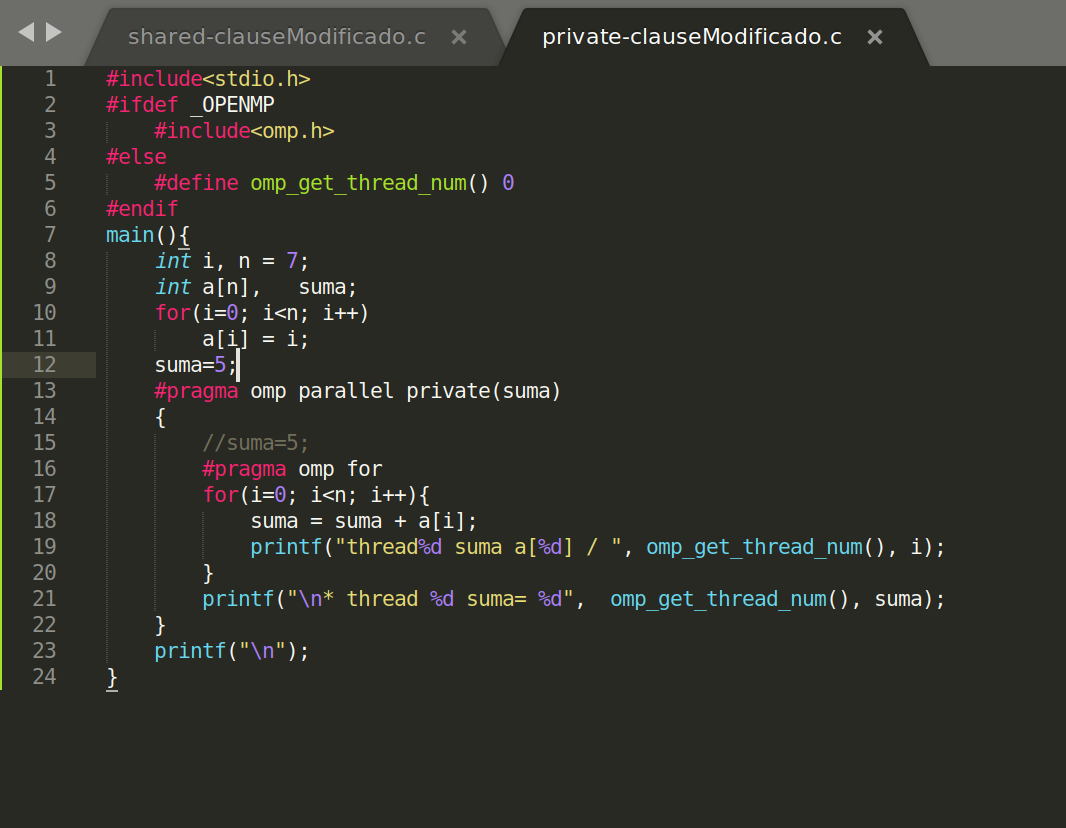 shared-clauseModificado.c ×
private-clauseModificado.c ×
1 #include<stdio.h>
2 #ifdef _OPENMP
3     #include<omp.h>
4 #else
5     #define omp_get_thread_num() 0
6 #endif
7 main(){
8     int i, n = 7;
9     int a[n],   suma;
10     for(i=0; i<n; i++)
11         a[i] = i;
12     suma=5;
13     #pragma omp parallel private(suma)
14     {
15         //suma=5;
16         #pragma omp for
17         for(i=0; i<n; i++){
18             suma = suma + a[i];
19             printf("thread%d suma a[%d] / ", omp_get_thread_num(), i);
20         }
21         printf("\n* thread %d suma= %d",  omp_get_thread_num(), suma);
22     }
23     printf("\n");
24 }